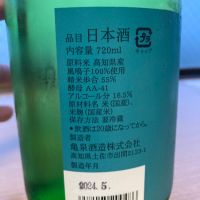 品目 日本酒
内容量 720ml
原料米 高知県産
風鳴子100%使用
精米歩合 55%
酵母 AA-41
アルコール分 16.5%
原材料名 米(国産)、
米麹(国産米)
保存方法 要冷蔵
*飲酒は20歳になってから。
製造者
亀泉酒造株式会社
高知県土佐市出間2123-1
製造年月
2024.5.